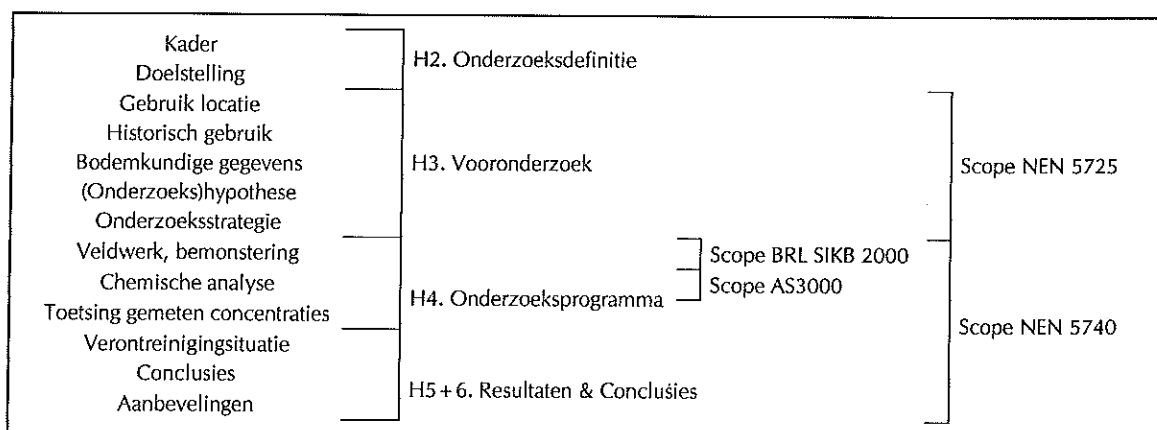 Kader
Doelstelling
H2. Onderzoeksdefinitie
Gebruik locatie
Historisch gebruik
Bodemkundige gegevens
(Onderzoeks)hypothese
Onderzoeksstrategie
H3. Vooronderzoek
Scope NEN 5725
Veldwerk, bemonstering
Chemische analyse
Toetsing gemeten concentraties
H4. Onderzoeksprogramma
Scope BRL SIKB 2000
Scope AS3000
Scope NEN 5740
Verontreinigingsituatie
Conclusies
Aanbevelingen
H5+6. Resultaten & Conclusies